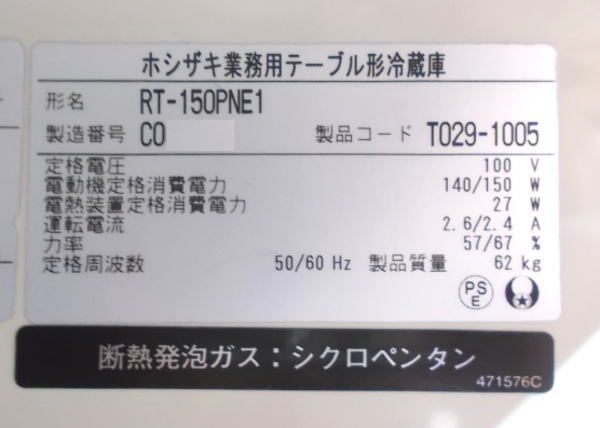 ホシザキ業務用テーブル形冷蔵庫
形名 RT-150PNE1
製造番号 CO 製品コード T029-1005
定格電圧 100 V
電動機定格消費電力 140/150 W
電熱装置定格消費電力 27 W
運転電流 2.6/2.4 A
力率 57/67 %
定格周波数 50/60 Hz 製品質量 62 kg
PS
E
断熱発泡ガス：シクロペンタン
471576C